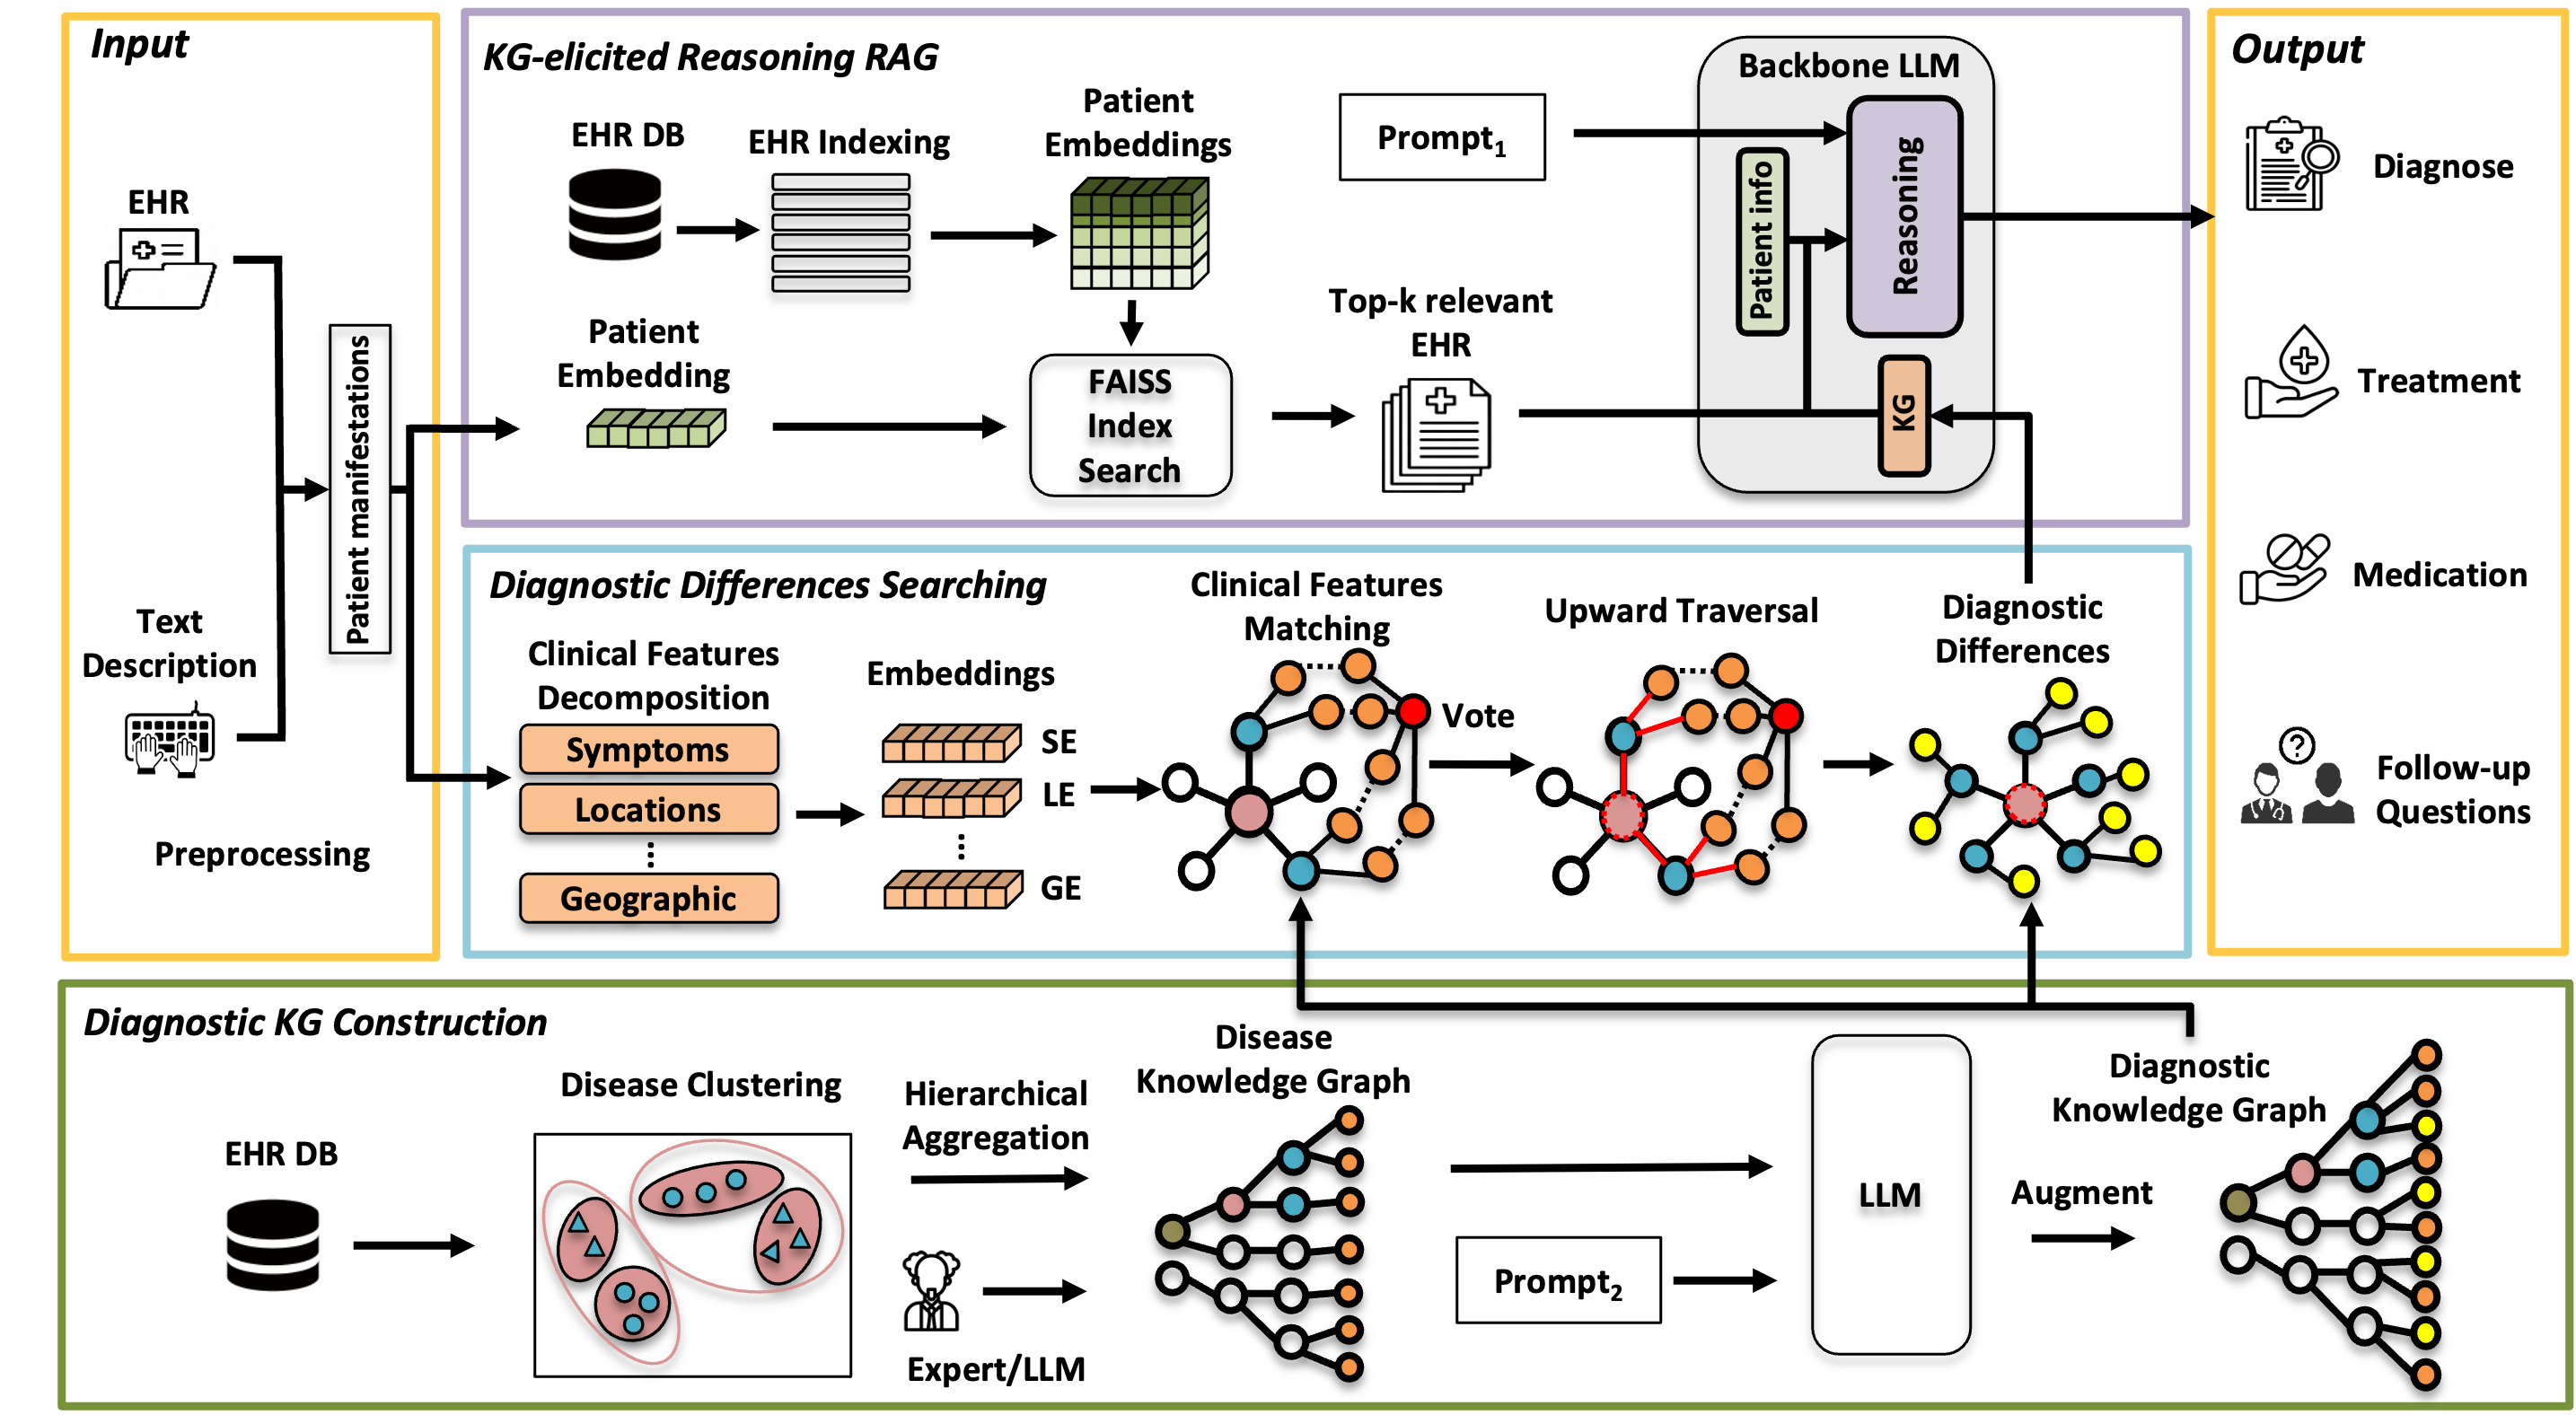 Input
EHR
Text
Description
Patient manifestations
Preprocessing
KG-elicited Reasoning RAG
EHR DB
EHR Indexing
Patient
Embeddings
Patient
Embedding
FAISS
Index
Search
Prompt1
Top-k relevant
EHR
Backbone LLM
Patient info
Reasoning
KG
Diagnostic Differences Searching
Clinical Features
Decomposition
Symptoms
Locations
Geographic
Embeddings
SE
LE
GE
Clinical Features
Matching
Vote
Upward Traversal
Diagnostic
Differences
Output
Diagnose
Treatment
Medication
?
Follow-up
Questions
Diagnostic KG Construction
EHR DB
Disease Clustering
Hierarchical
Aggregation
Expert/LLM
Disease
Knowledge Graph
Prompt2
LLM
Augment
Diagnostic
Knowledge Graph